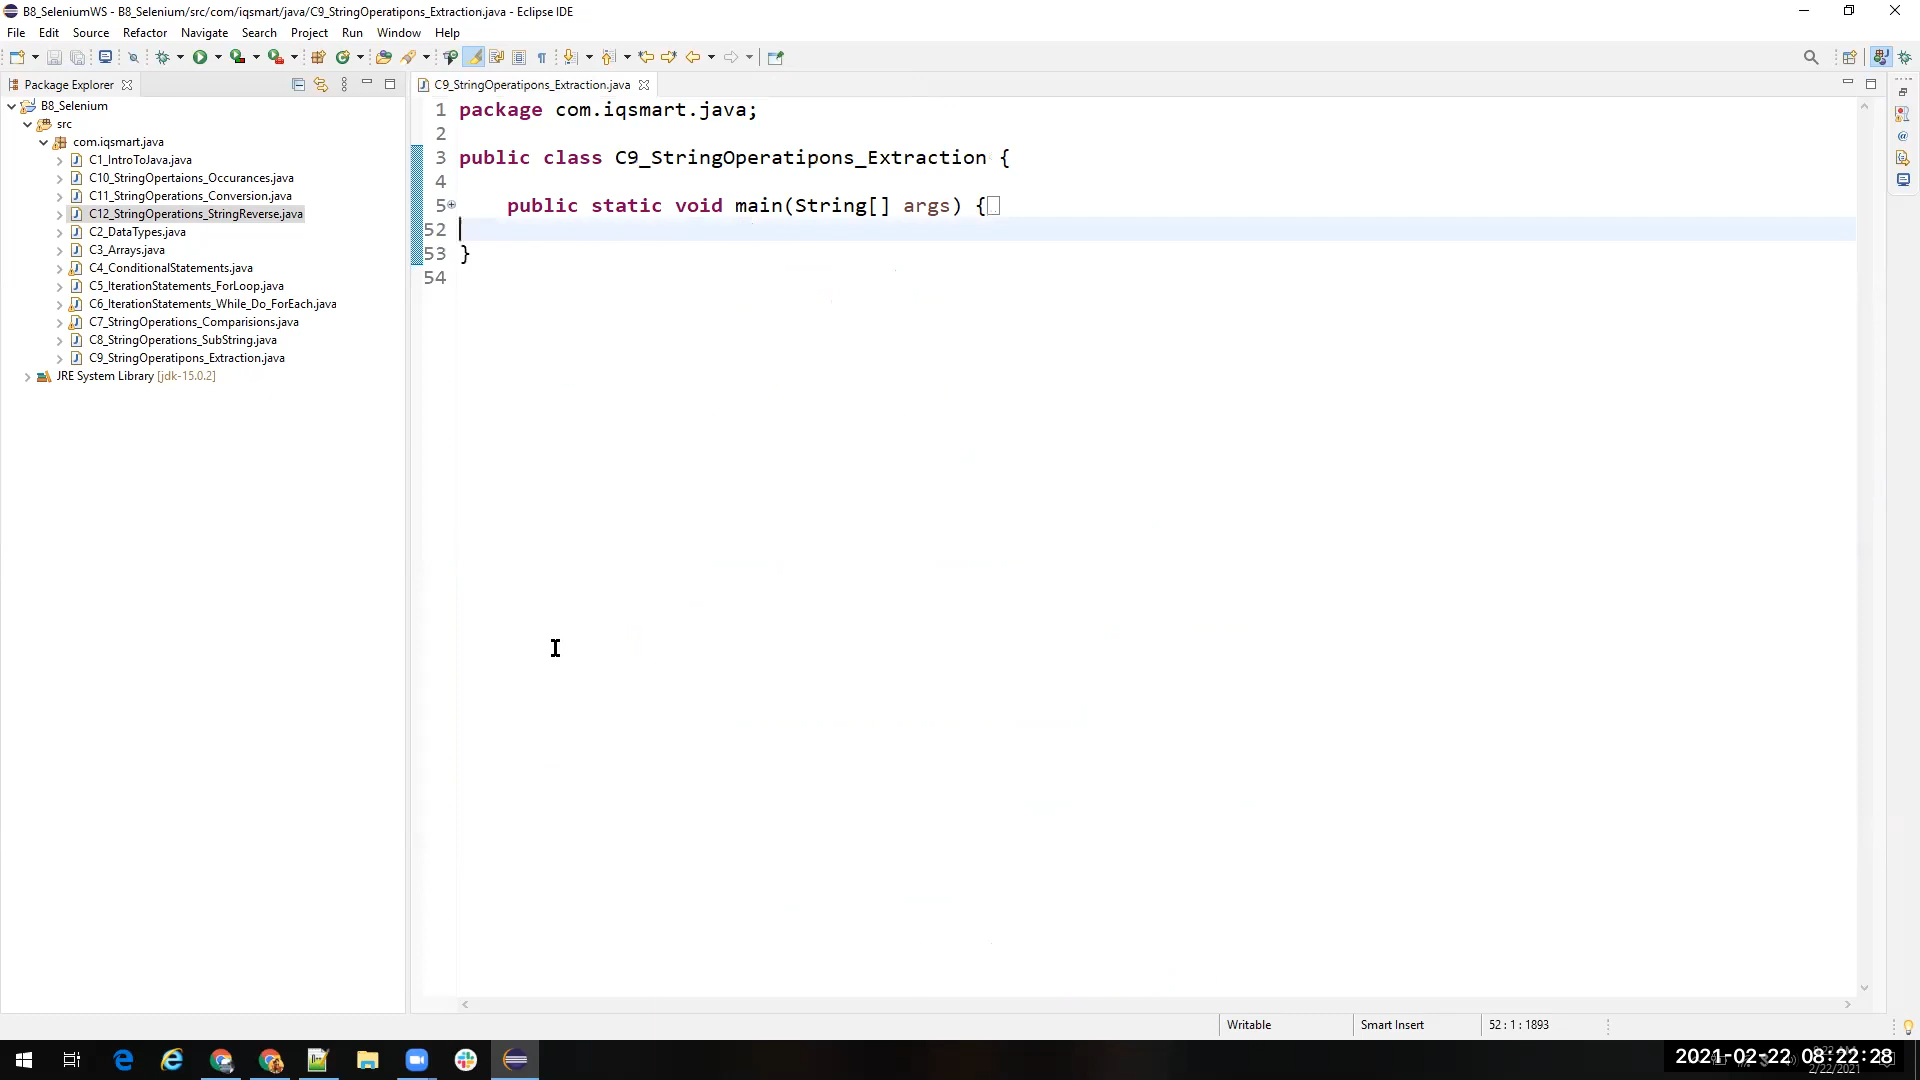 B8_SeleniumWS - B8_Selenium/src/com/iqsmart/java/C9_StringOperatipons_Extraction.java - Eclipse IDE
File Edit Source Refactor Navigate Search Project Run Window Help
Package Explorer
B8_Selenium
src
com.iqsmart.java
C1_IntroToJava.java
C10_StringOpertaions_Occurances.java
C11_StringOperations_Conversion.java
C12_StringOperations_StringReverse.java
C2_DataTypes.java
C3_Arrays.java
C4_ConditionalStatements.java
C5_IterationStatements_ForLoop.java
C6_IterationStatements_While_Do_ForEach.java
C7_StringOperations_Comparisions.java
C8_StringOperations_SubString.java
C9_StringOperatipons_Extraction.java
JRE System Library [jdk-15.0.2]
C9_StringOperatipons_Extraction.java
1 package com.iqsmart.java;
2
3 public class C9_StringOperatipons_Extraction {
4
5 public static void main(String[] args) {
52
53 }
54
Writable Smart Insert 52 : 1 : 1893
2021-02-22 08:22:28
2/22/2021